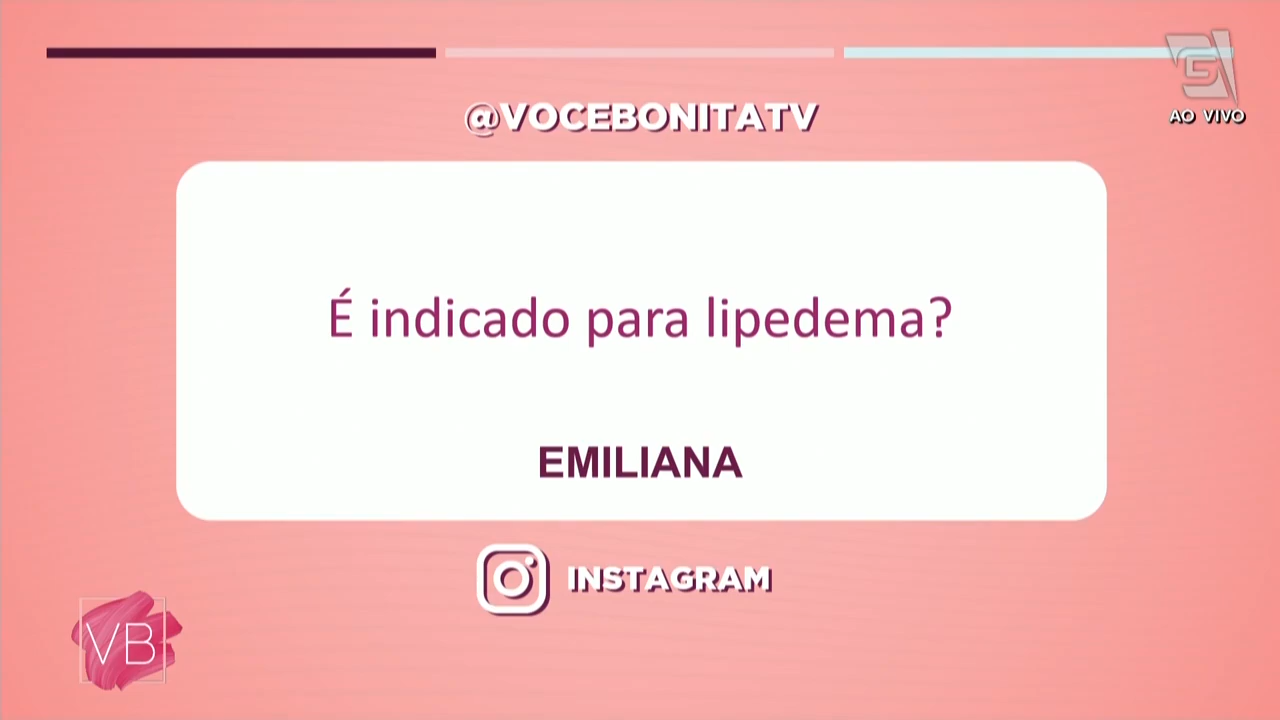 @VOCEBONITATV
AO VIVO
É indicado para lipedema?
EMILIANA
INSTAGRAM
VB